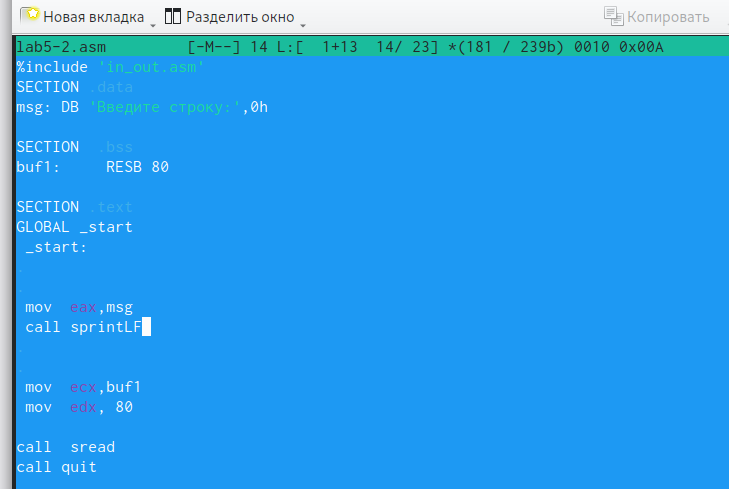 Новая вкладка Разделить окно Копировать
lab5-2.asm [-M--] 14 L:[ 1+13 14/ 23] *(181 / 239b) 0010 0x00A
%include 'in_out.asm'
SECTION .data
msg: DB 'Введите строку:',0h
SECTION .bss
buf1: RESB 80
SECTION .text
GLOBAL _start
_start:
.
.
mov eax,msg
call sprintLF
.
.
mov ecx,buf1
mov edx, 80
call sread
call quit